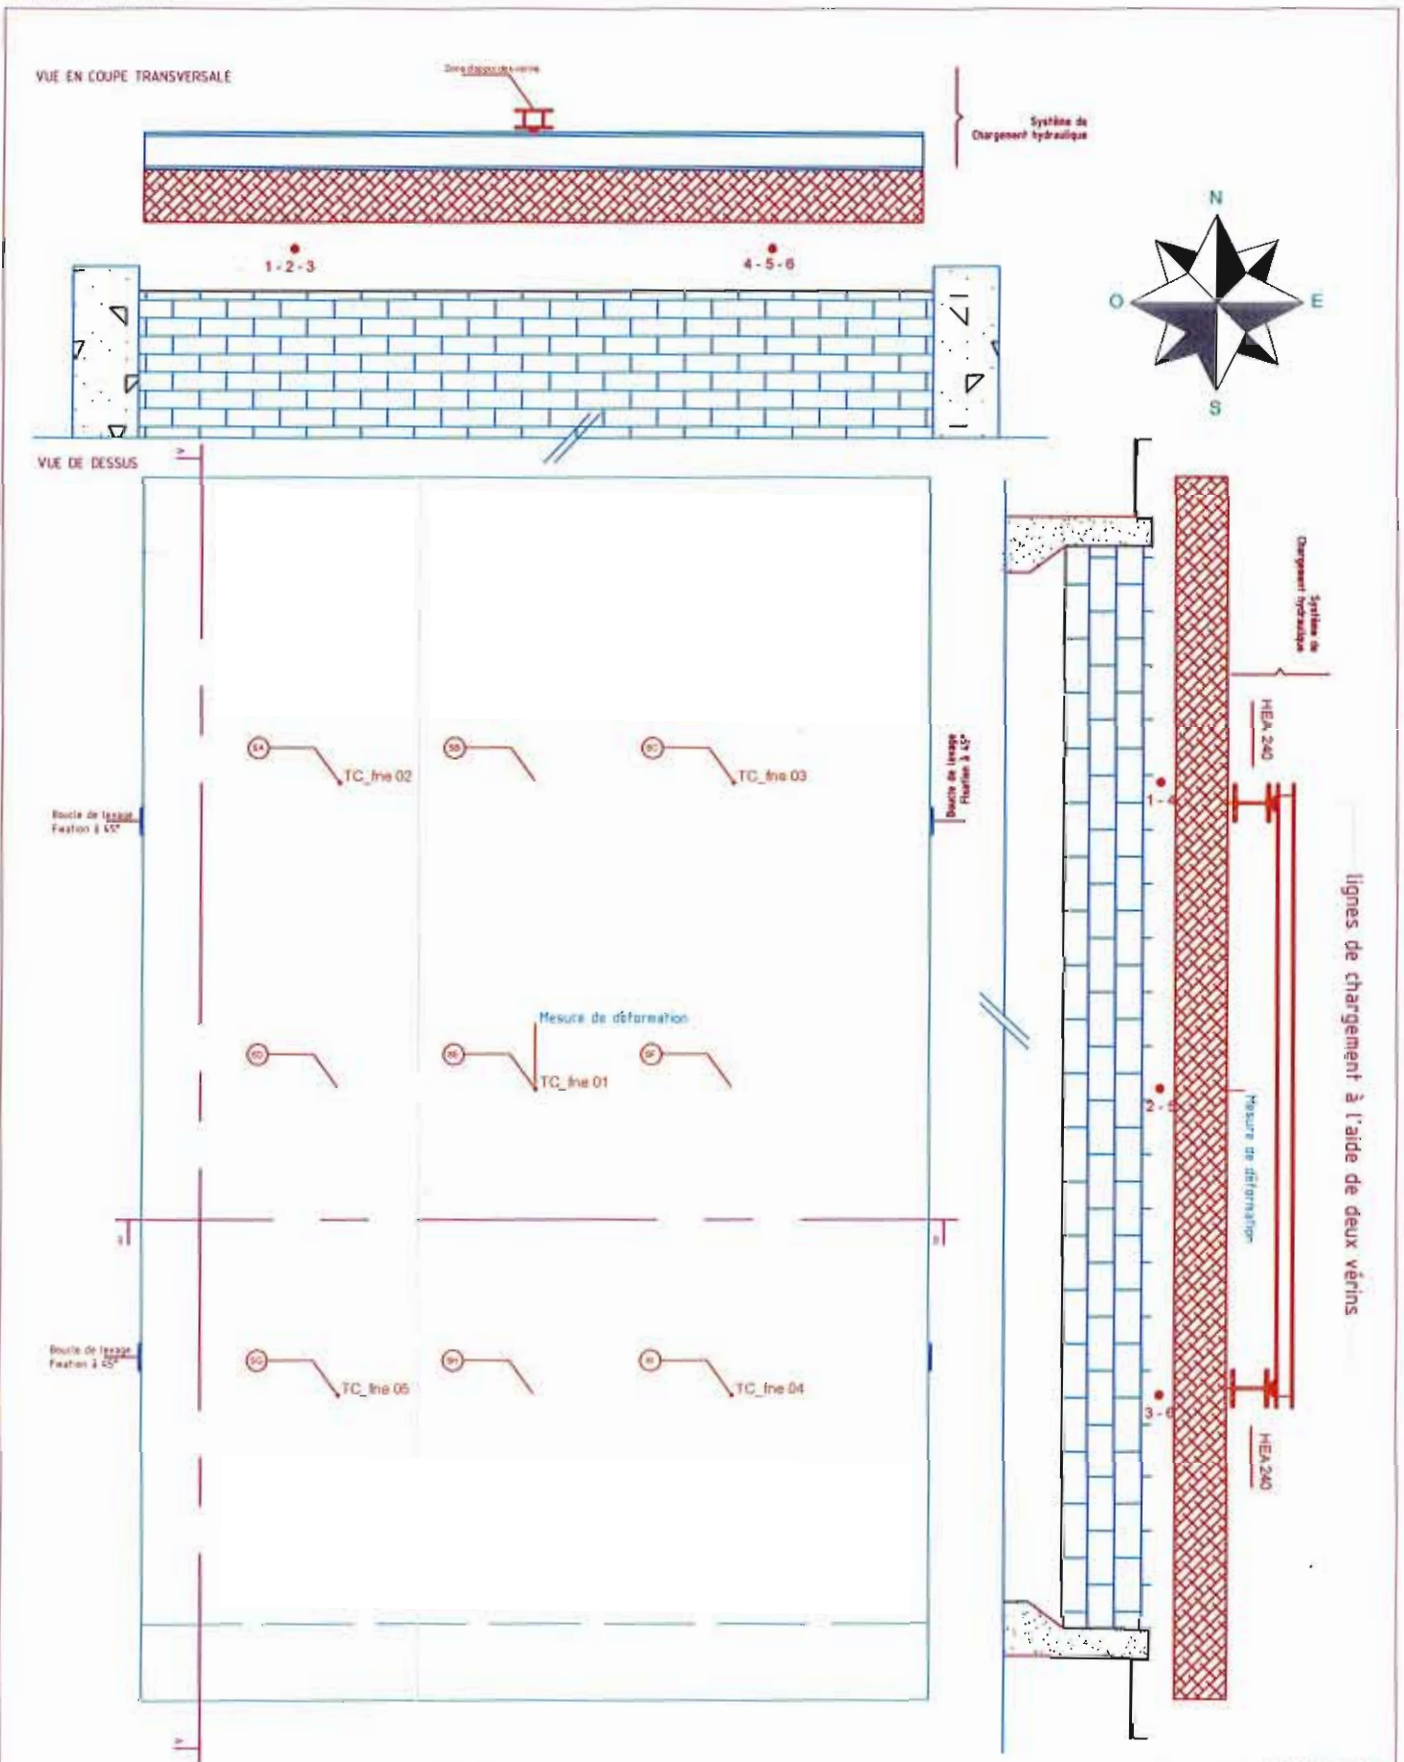 VUE EN COUPE TRANSVERSALE
Système de
Chargement hydraulique
N
O
E
S
1-2-3
4-5-6
VUE DE DESSUS
Système de
Chargement hydraulique
HEA 240
TC_fne 02
TC_fne 03
Boucle de levage
Fixation à 45°
Boucle de levage
Fixation à 45°
1-4
lignes de chargement à l'aide de deux vérins
Mesure de déformation
TC_fne 01
2-5
Mesure de déformation
Boucle de levage
Fixation à 45°
TC_fne 05
TC_fne 04
3-6
HEA 240